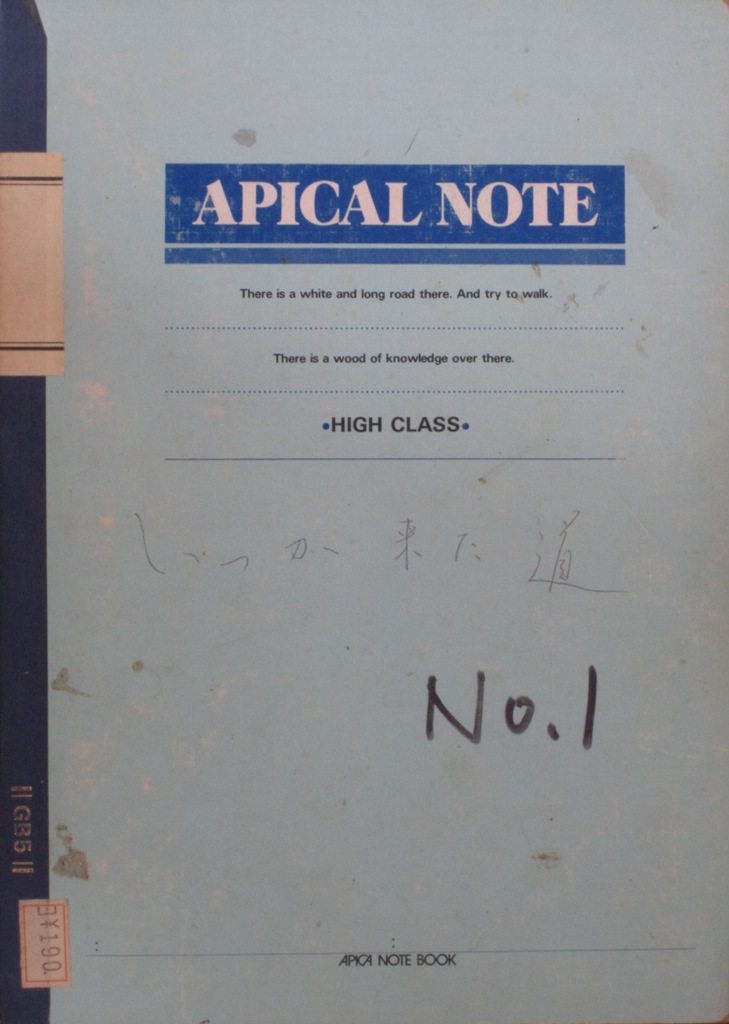 APICAL NOTE
There is a white and long road there. And try to walk.
There is a wood of knowledge over there.
•HIGH CLASS•
いつか来た道
No.1
GB5
¥190
APICA NOTE BOOK